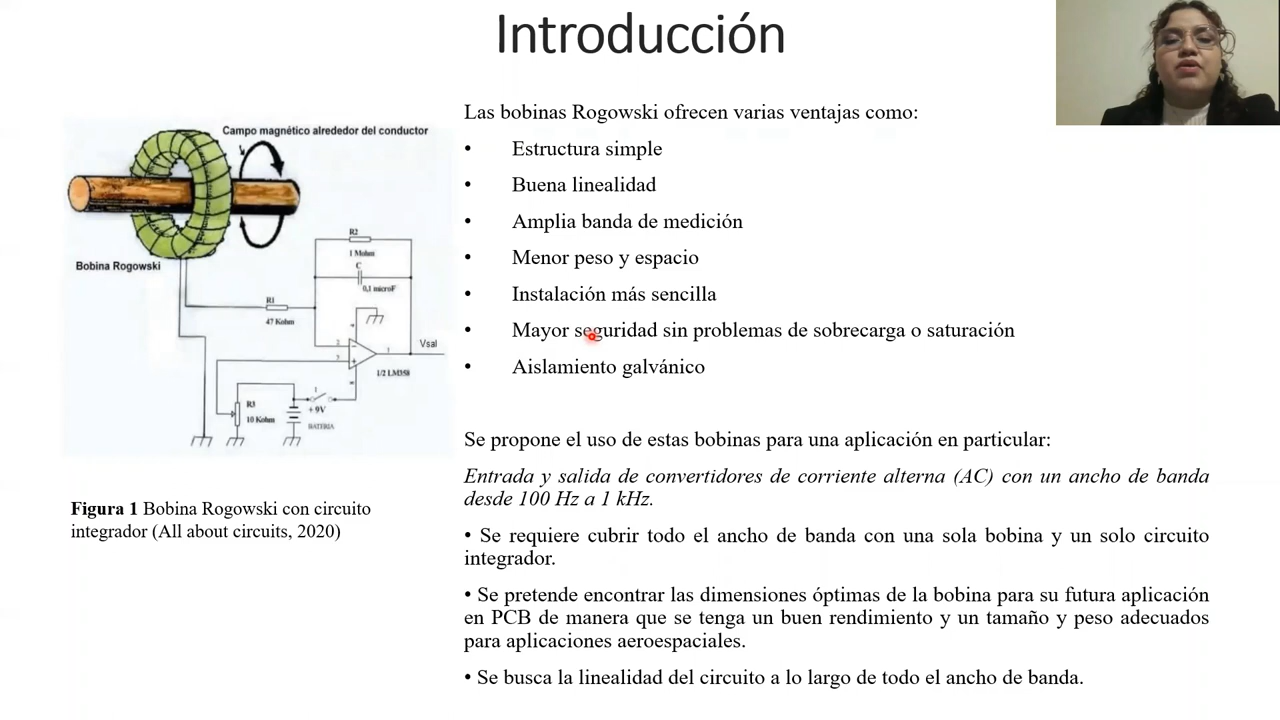 Introducción
Campo magnético alrededor del conductor
Bobina Rogowski
R2
1 Mohm
C
0,1 microF
R1
47 Kohm
2
3
4
8
1
Vsal
1/2 LM358
R3
10 Kohm
1
+ 9V
BATERIA
Figura 1 Bobina Rogowski con circuito
integrador (All about circuits, 2020)
Las bobinas Rogowski ofrecen varias ventajas como:
• Estructura simple
• Buena linealidad
• Amplia banda de medición
• Menor peso y espacio
• Instalación más sencilla
• Mayor seguridad sin problemas de sobrecarga o saturación
• Aislamiento galvánico
Se propone el uso de estas bobinas para una aplicación en particular:
Entrada y salida de convertidores de corriente alterna (AC) con un ancho de banda
desde 100 Hz a 1 kHz.
• Se requiere cubrir todo el ancho de banda con una sola bobina y un solo circuito
integrador.
• Se pretende encontrar las dimensiones óptimas de la bobina para su futura aplicación
en PCB de manera que se tenga un buen rendimiento y un tamaño y peso adecuados
para aplicaciones aeroespaciales.
• Se busca la linealidad del circuito a lo largo de todo el ancho de banda.